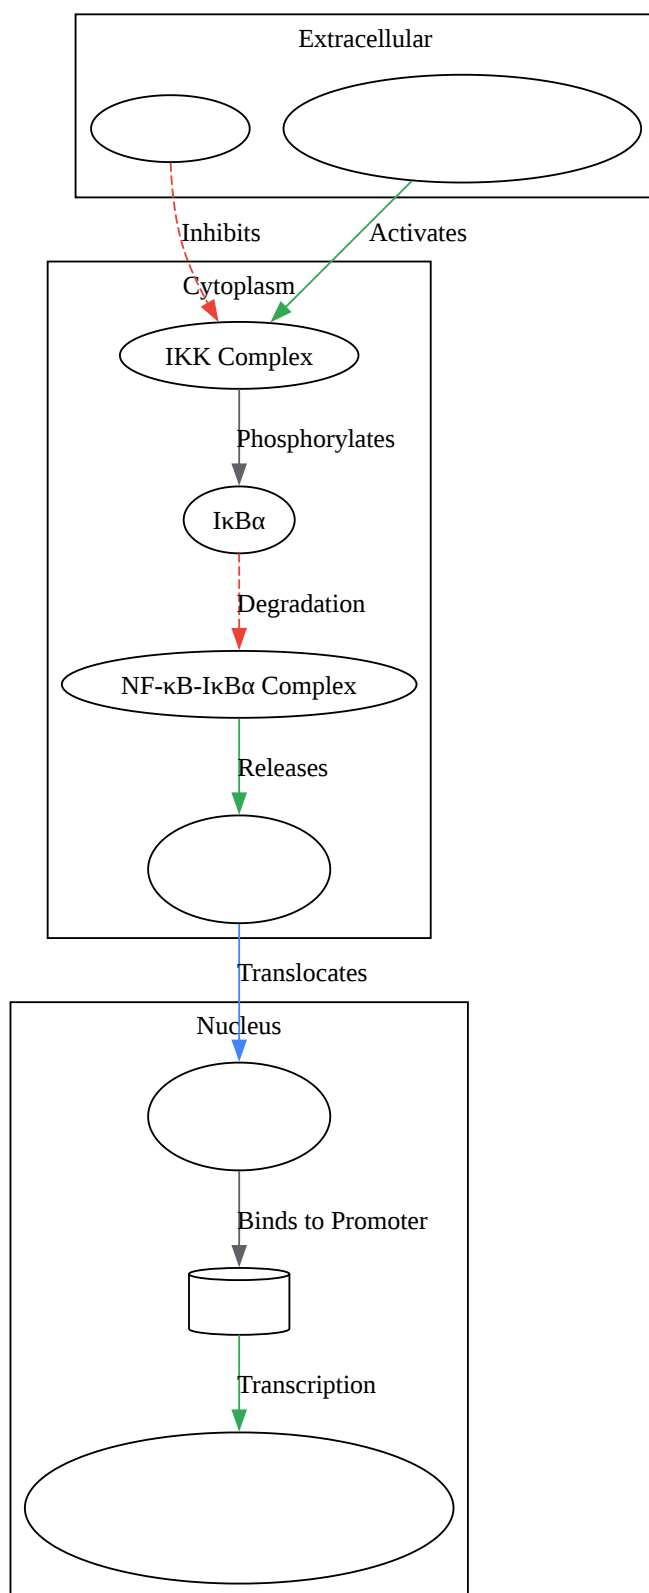 Extracellular
Inhibits
Activates
Cytoplasm
IKK Complex
Phosphorylates
IκBα
Degradation
NF-κB-IκBα Complex
Releases
Translocates
Nucleus
Binds to Promoter
Transcription